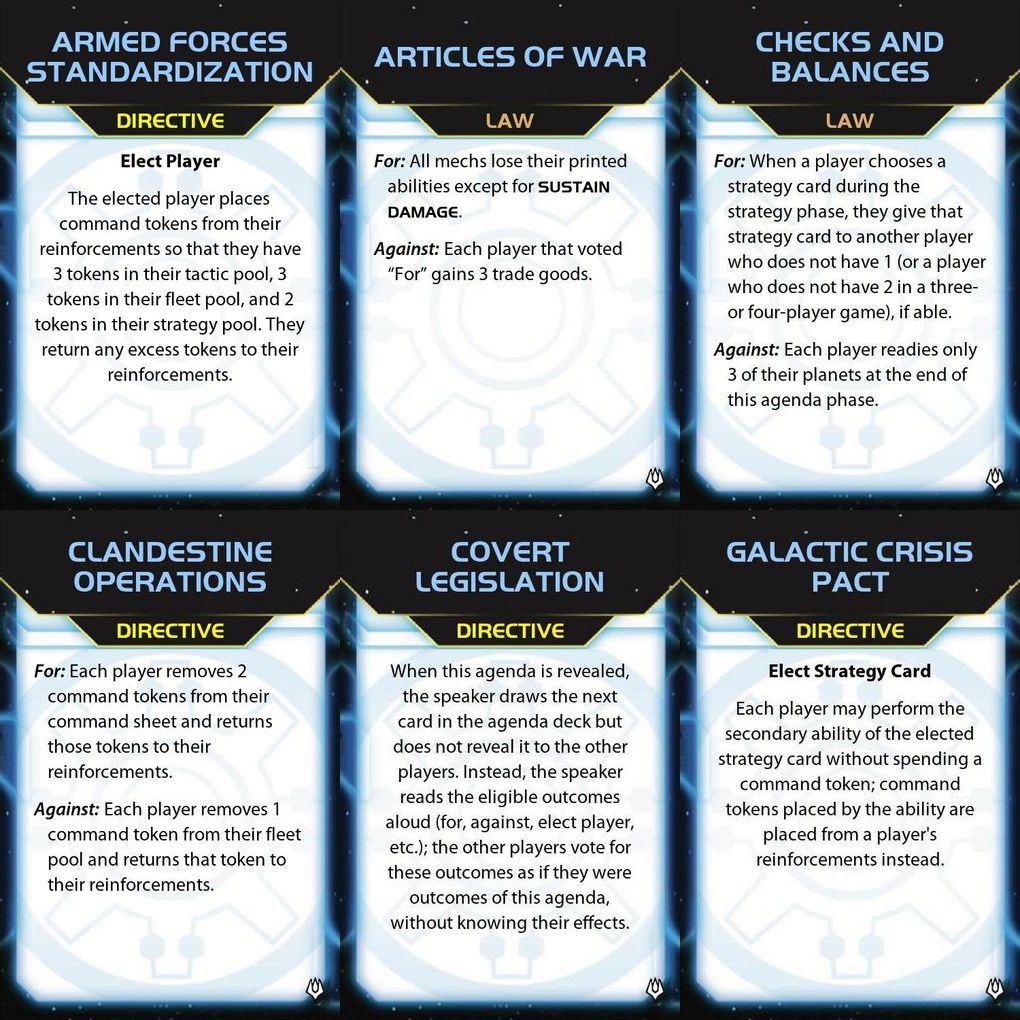 ARMED FORCES
STANDARDIZATION
DIRECTIVE
Elect Player
The elected player places
command tokens from their
reinforcements so that they have
3 tokens in their tactic pool, 3
tokens in their fleet pool, and 2
tokens in their strategy pool. They
return any excess tokens to their
reinforcements.
ARTICLES OF WAR
LAW
For: All mechs lose their printed
abilities except for SUSTAIN
DAMAGE.
Against: Each player that voted
“For” gains 3 trade goods.
CHECKS AND
BALANCES
LAW
For: When a player chooses a
strategy card during the
strategy phase, they give that
strategy card to another player
who does not have 1 (or a player
who does not have 2 in a three-
or four-player game), if able.
Against: Each player readies only
3 of their planets at the end of
this agenda phase.
CLANDESTINE
OPERATIONS
DIRECTIVE
For: Each player removes 2
command tokens from their
command sheet and returns
those tokens to their
reinforcements.
Against: Each player removes 1
command token from their fleet
pool and returns that token to
their reinforcements.
COVERT
LEGISLATION
DIRECTIVE
When this agenda is revealed,
the speaker draws the next
card in the agenda deck but
does not reveal it to the other
players. Instead, the speaker
reads the eligible outcomes
aloud (for, against, elect player,
etc.); the other players vote for
these outcomes as if they were
outcomes of this agenda,
without knowing their effects.
GALACTIC CRISIS
PACT
DIRECTIVE
Elect Strategy Card
Each player may perform the
secondary ability of the elected
strategy card without spending a
command token; command
tokens placed by the ability are
placed from a player's
reinforcements instead.